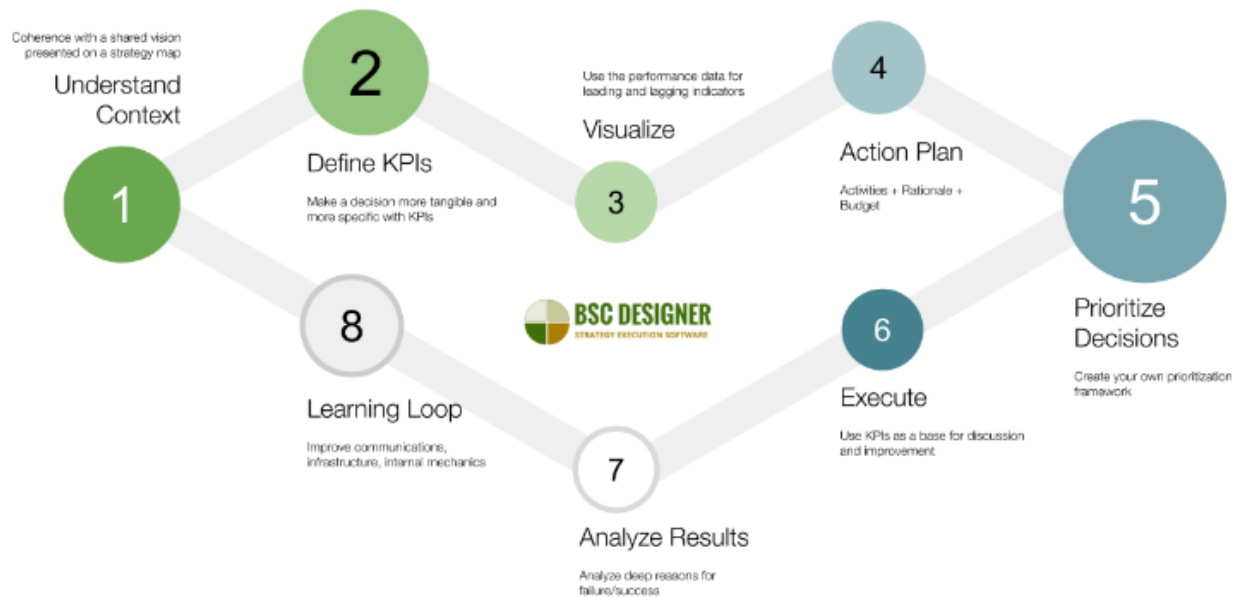 Coherence with a shared vision
presented on a strategy map
Understand
Context
1
2
Define KPIs
Make a decision more tangible and
more specific with KPIs
Use the performance data for
leading and lagging indicators
Visualize
3
4
Action Plan
Activities + Rationale +
Budget
5
Prioritize
Decisions
Create your own prioritization
framework
6
Execute
Use KPIs as a base for discussion
and improvement
7
Analyze Results
Analyze deep reasons for
failure/success
8
Learning Loop
Improve communications,
infrastructure, internal mechanics
BSC DESIGNER
STRATEGY EXECUTION SOFTWARE